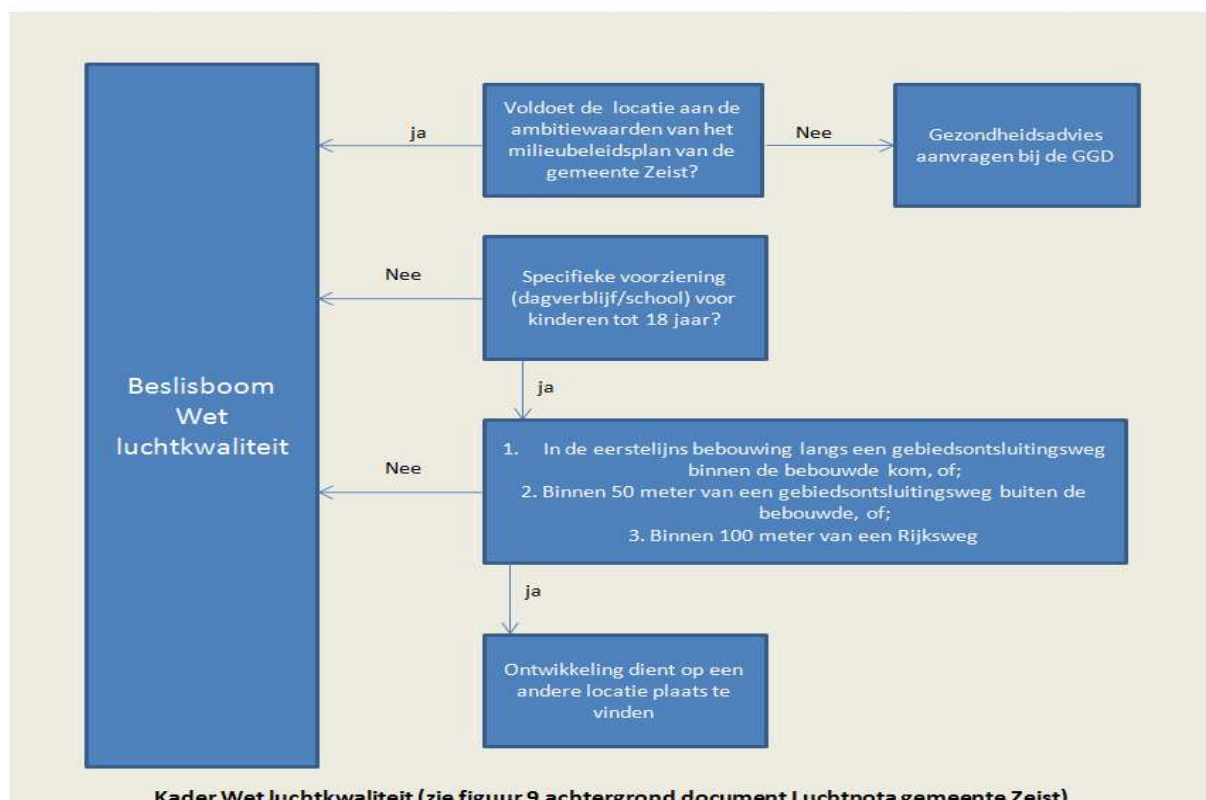 Voldoet de locatie aan de
ambitiewaarden van het
milieubeleidsplan van de
gemeente Zeist?
ja
Nee
Gezondheidsadvies
aanvragen bij de GGD
Nee
Specifieke voorziening
(dagverblijf/school) voor
kinderen tot 18 jaar?
ja
Beslisboom
Wet
luchtkwaliteit
Nee
1. In de eerstelijns bebouwing langs een gebiedsontsluitingsweg
binnen de bebouwde kom, of;
2. Binnen 50 meter van een gebiedsontsluitingsweg buiten de
bebouwde, of;
3. Binnen 100 meter van een Rijksweg
ja
Ontwikkeling dient op een
andere locatie plaats te
vinden
Kader Wet luchtkwaliteit (zie figuur 9 achtergrond document Luchtnota gemeente Zeist)